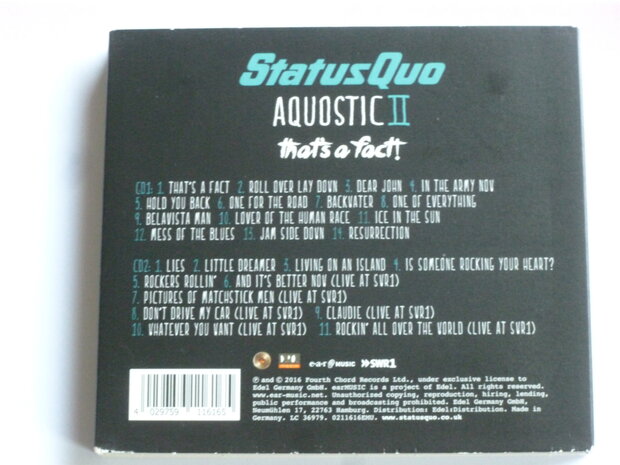 StatusQuo
AQUOSTIC II
that's a fact!
CD1: 1. THAT'S A FACT 2. ROLL OVER LAY DOWN 3. DEAR JOHN 4. IN THE ARMY NOW
5. HOLD YOU BACK 6. ONE FOR THE ROAD 7. BACKWATER 8. ONE OF EVERYTHING
9. BELAVISTA MAN 10. LOVER OF THE HUMAN RACE 11. ICE IN THE SUN
12. MESS OF THE BLUES 13. JAM SIDE DOWN 14. RESURRECTION
CD2: 1. LIES 2. LITTLE DREAMER 3. LIVING ON AN ISLAND 4. IS SOMEONE ROCKING YOUR HEART?
5. ROCKERS ROLLIN' 6. AND IT'S BETTER NOW (LIVE AT SWR1)
7. PICTURES OF MATCHSTICK MEN (LIVE AT SWR1)
8. DON'T DRIVE MY CAR (LIVE AT SWR1) 9. CLAUDIE (LIVE AT SWR1)
10. WHATEVER YOU WANT (LIVE AT SWR1) 11. ROCKIN' ALL OVER THE WORLD (LIVE AT SWR1)
e·a·r MUSIC >>SWR1
℗ and © 2016 Fourth Chord Records Ltd., under exclusive license to
Edel Germany GmbH. earMUSIC is a project of Edel. All rights reserved.
www.ear-music.net. Unauthorized copying, reproduction, hiring, lending,
public performance and broadcasting prohibited. Edel Germany GmbH,
Neumühlen 17, 22763 Hamburg. Distribution: Edel:Distribution. Made in
Germany. LC 36979. 0211616EMU. www.statusquo.co.uk
4 029759 116165